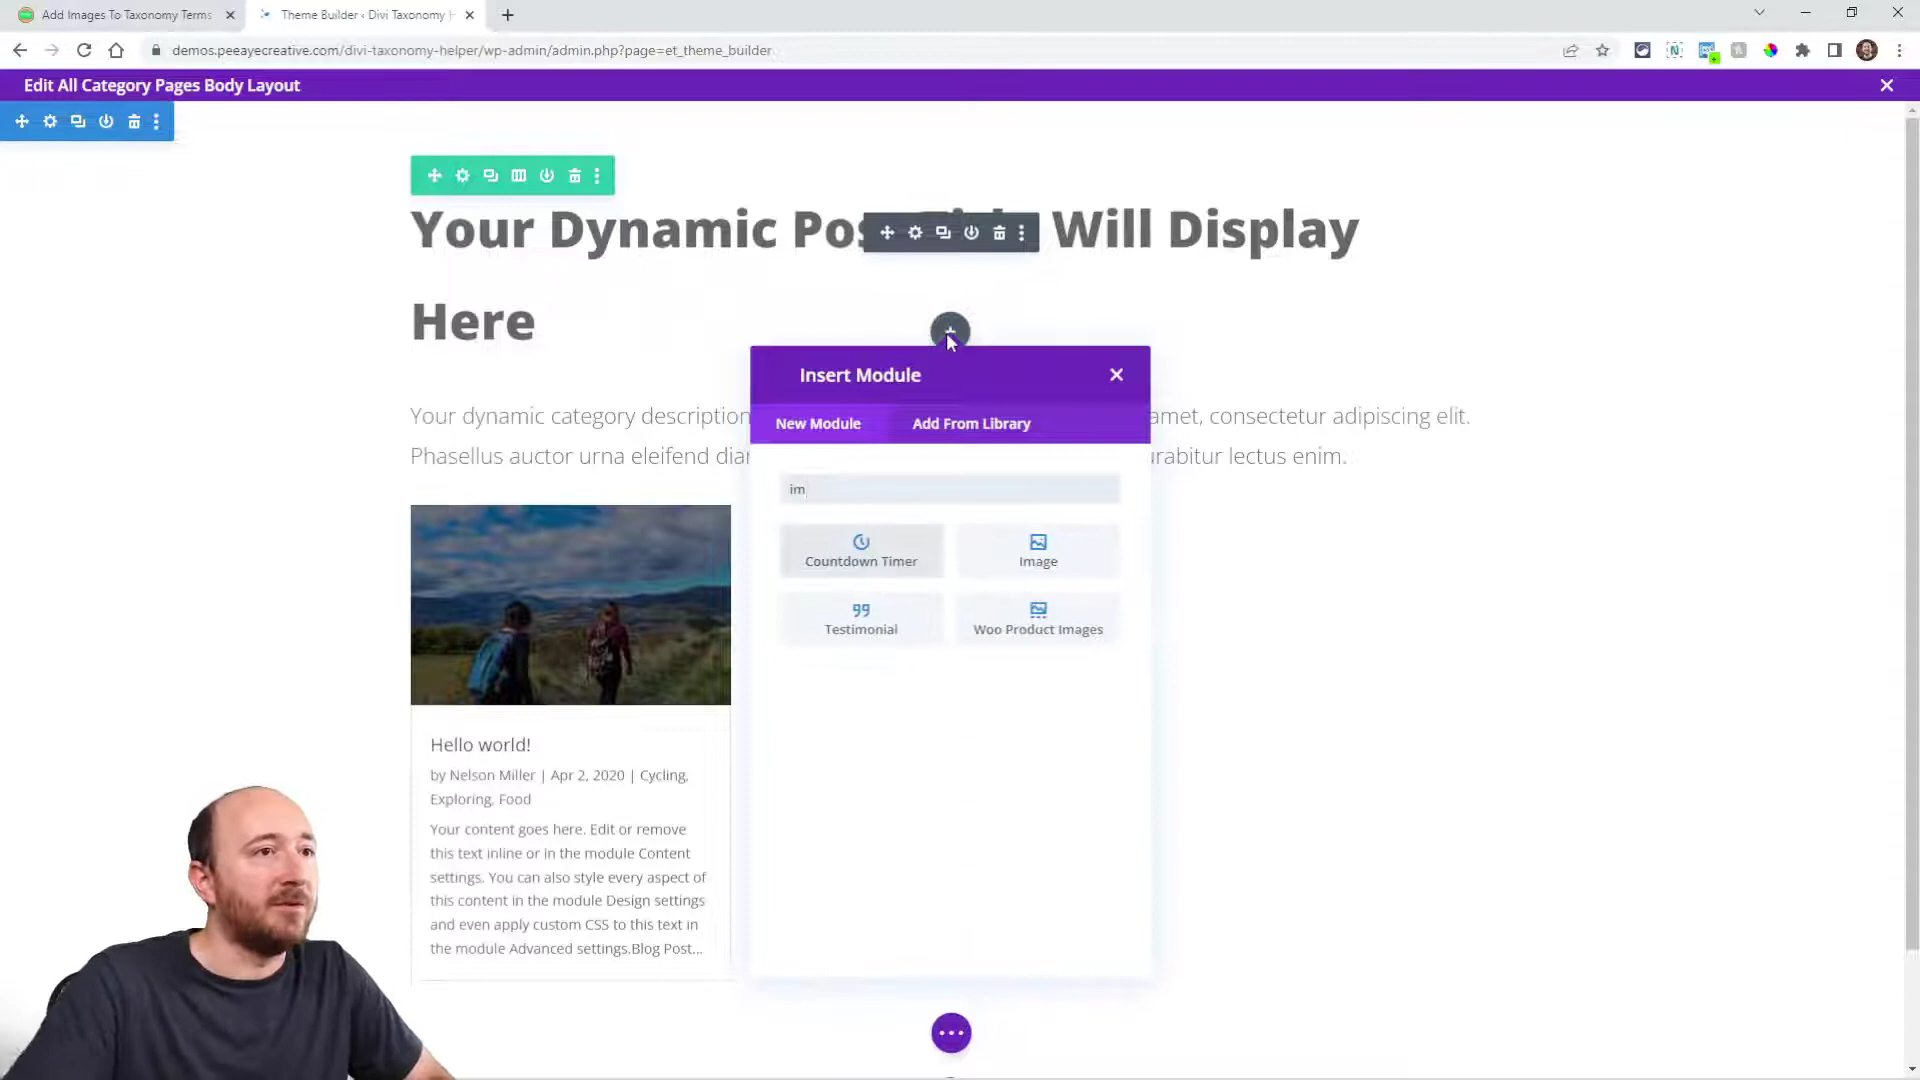 Add Images To Taxonomy Terms
Theme Builder ‹ Divi Taxonomy H
demos.peeayecreative.com/divi-taxonomy-helper/wp-admin/admin.php?page=et_theme_builder
Edit All Category Pages Body Layout
Your Dynamic Pos Will Display
Here
Insert Module
New Module
Add From Library
Your dynamic category description amet, consectetur adipiscing elit.
Phasellus auctor urna eleifend diam urabitur lectus enim.
im
Countdown Timer
Image
Testimonial
Woo Product Images
Hello world!
by Nelson Miller | Apr 2, 2020 | Cycling,
Exploring, Food
Your content goes here. Edit or remove
this text inline or in the module Content
settings. You can also style every aspect of
this content in the module Design settings
and even apply custom CSS to this text in
the module Advanced settings.Blog Post...